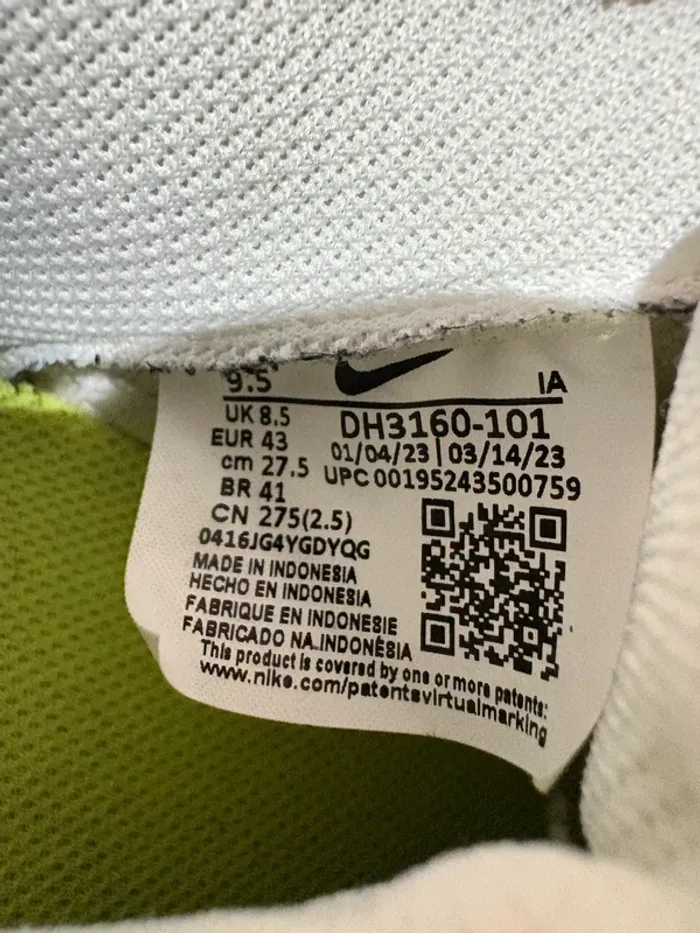 9.5
IA
UK 8.5
EUR 43
cm 27.5
BR 41
CN 275(2.5)
0416JG4YGDYQG
DH3160-101
01/04/23 | 03/14/23
UPC 00195243500759
MADE IN INDONESIA
HECHO EN INDONESIA
FABRIQUE EN INDONESIE
FABRICADO NA INDONÉSIA
This product is covered by one or more patents:
www.nike.com/patentsvirtualmarking